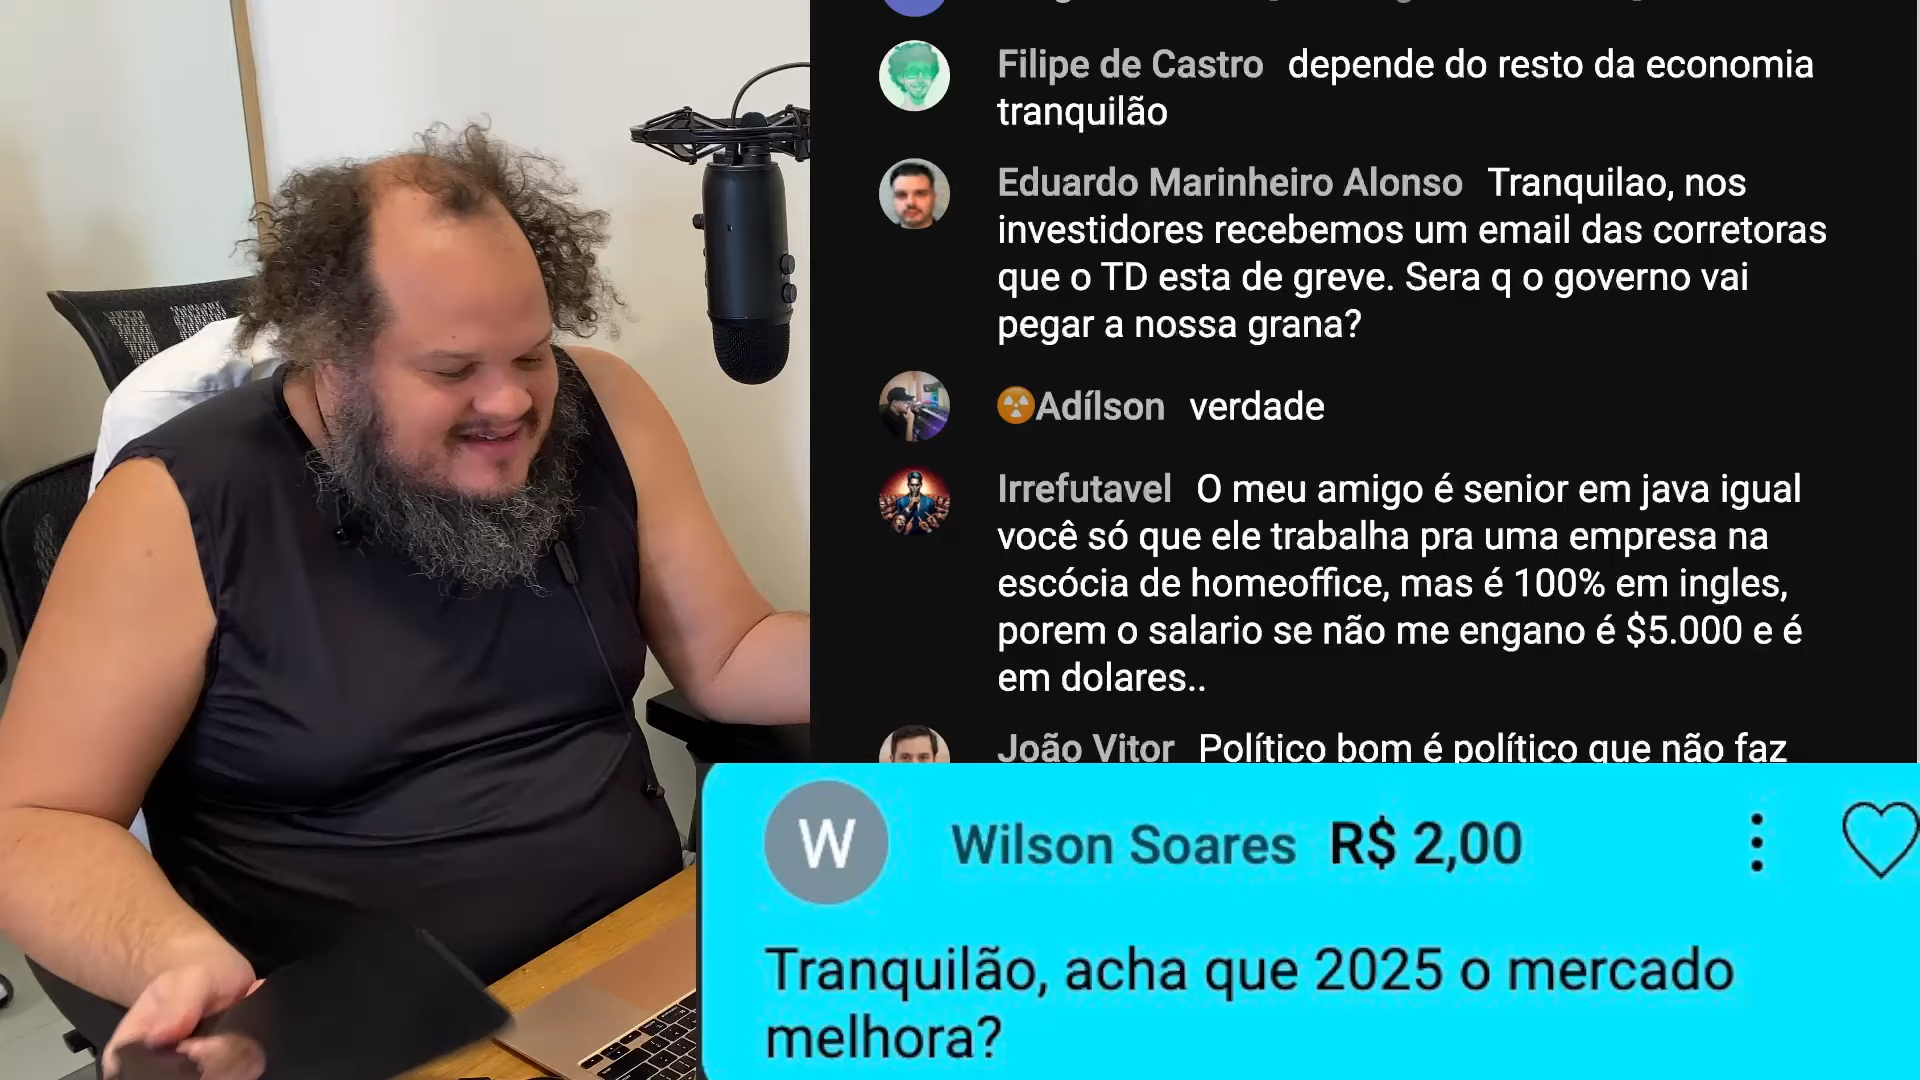 Filipe de Castro depende do resto da economia
tranquilão
Eduardo Marinheiro Alonso Tranquilao, nos
investidores recebemos um email das corretoras
que o TD esta de greve. Sera q o governo vai
pegar a nossa grana?
Adílson verdade
Irrefutavel O meu amigo é senior em java igual
você só que ele trabalha pra uma empresa na
escócia de homeoffice, mas é 100% em ingles,
porem o salario se não me engano é $5.000 e é
em dolares..
João Vitor Político bom é político que não faz
W
Wilson Soares R$ 2,00
Tranquilão, acha que 2025 o mercado
melhora?